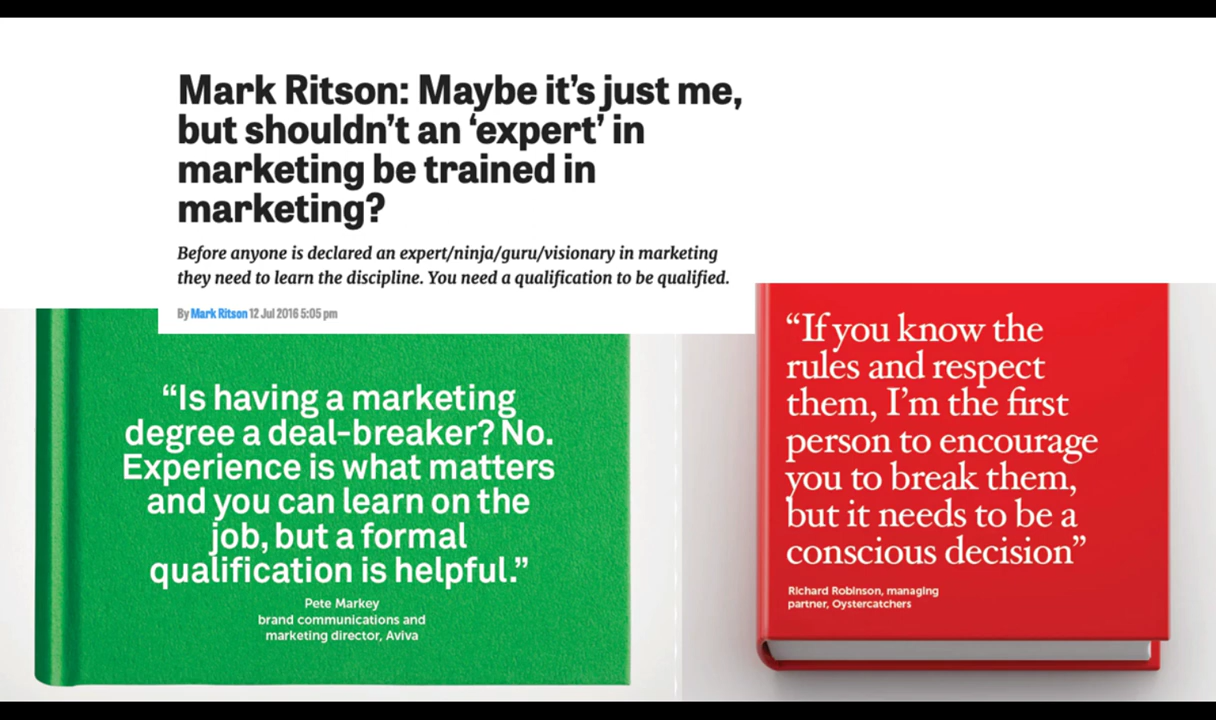 Mark Ritson: Maybe it’s just me,
but shouldn’t an ‘expert’ in
marketing be trained in
marketing?
Before anyone is declared an expert/ninja/guru/visionary in marketing
they need to learn the discipline. You need a qualification to be qualified.
By Mark Ritson 12 Jul 2016 5:05 pm
“Is having a marketing
degree a deal-breaker? No.
Experience is what matters
and you can learn on the
job, but a formal
qualification is helpful.”
Pete Markey
brand communications and
marketing director, Aviva
“If you know the
rules and respect
them, I’m the first
person to encourage
you to break them,
but it needs to be a
conscious decision”
Richard Robinson, managing
partner, Oystercatchers